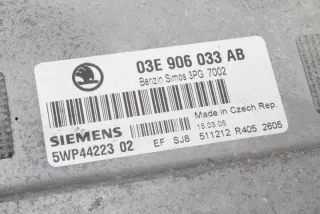 03E 906 033 AB
Benzin Simos 3PG 7002
Made in Czech Rep.
SIEMENS
15.03.05
5WP44223 02
EF SJ8
511212 R405 2605